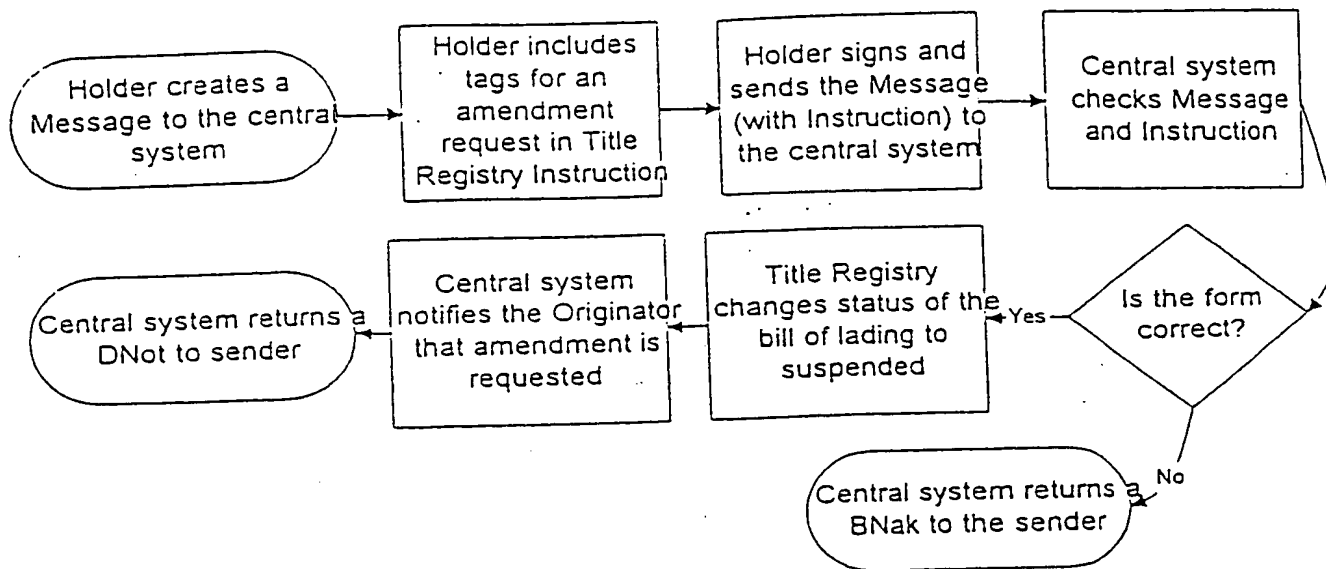 Holder creates a
Message to the central
system
Holder includes
tags for an
amendment
request in Title
Registry Instruction
Holder signs and
sends the Message
(with Instruction) to
the central system
Central system
checks Message
and Instruction
Is the form
correct?
Yes
Title Registry
changes status of the
bill of lading to
suspended
Central system
notifies the Originator
that amendment is
requested
Central system returns a
DNot to sender
No
Central system returns a
BNak to the sender